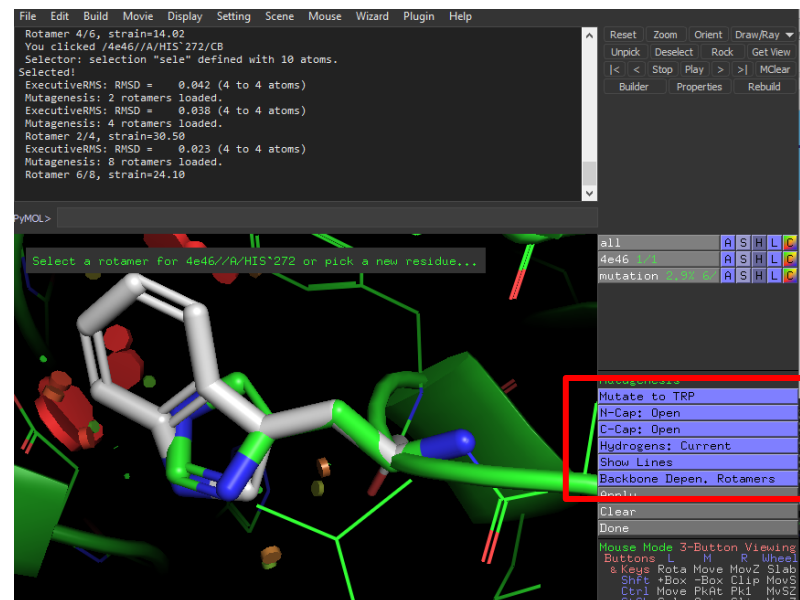 File Edit Build Movie Display Setting Scene Mouse Wizard Plugin Help
Rotamer 4/6, strain=14.02
You clicked /4e46//A/HIS`272/CB
Selector: selection "sele" defined with 10 atoms.
Selected!
ExecutiveRMS: RMSD =    0.042 (4 to 4 atoms)
Mutagenesis: 2 rotamers loaded.
ExecutiveRMS: RMSD =    0.038 (4 to 4 atoms)
Mutagenesis: 4 rotamers loaded.
Rotamer 2/4, strain=30.50
ExecutiveRMS: RMSD =    0.023 (4 to 4 atoms)
Mutagenesis: 8 rotamers loaded.
Rotamer 6/8, strain=24.10
PyMOL>
Reset Zoom Orient Draw/Ray
Unpick Deselect Rock Get View
|< < Stop Play > >| MClear
Builder Properties Rebuild
Select a rotamer for 4e46//A/HIS`272 or pick a new residue...
all A S H L C
4e46 1/1 A S H L C
mutation 2.9% 6/ A S H L C
Mutagenesis
Mutate to TRP
N-Cap: Open
C-Cap: Open
Hydrogens: Current
Show Lines
Backbone Depen. Rotamers
Apply
Clear
Done
Mouse Mode 3-Button Viewing
Buttons L M R Wheel
& Keys Rota Move MovZ Slab
Shft +Box -Box Clip MovS
Ctrl Move PkAt Pk1 MvSZ